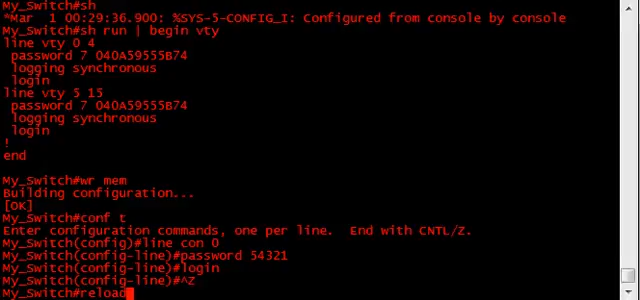 My_Switch#sh
*Mar  1 00:29:36.900: %SYS-5-CONFIG_I: Configured from console by console
My_Switch#sh run | begin vty
line vty 0 4
 password 7 040A59555B74
 logging synchronous
 login
line vty 5 15
 password 7 040A59555B74
 logging synchronous
 login
!
end

My_Switch#wr mem
Building configuration...
[OK]
My_Switch#conf t
Enter configuration commands, one per line.  End with CNTL/Z.
My_Switch(config)#line con 0
My_Switch(config-line)#password 54321
My_Switch(config-line)#login
My_Switch(config-line)#^Z
My_Switch#reload